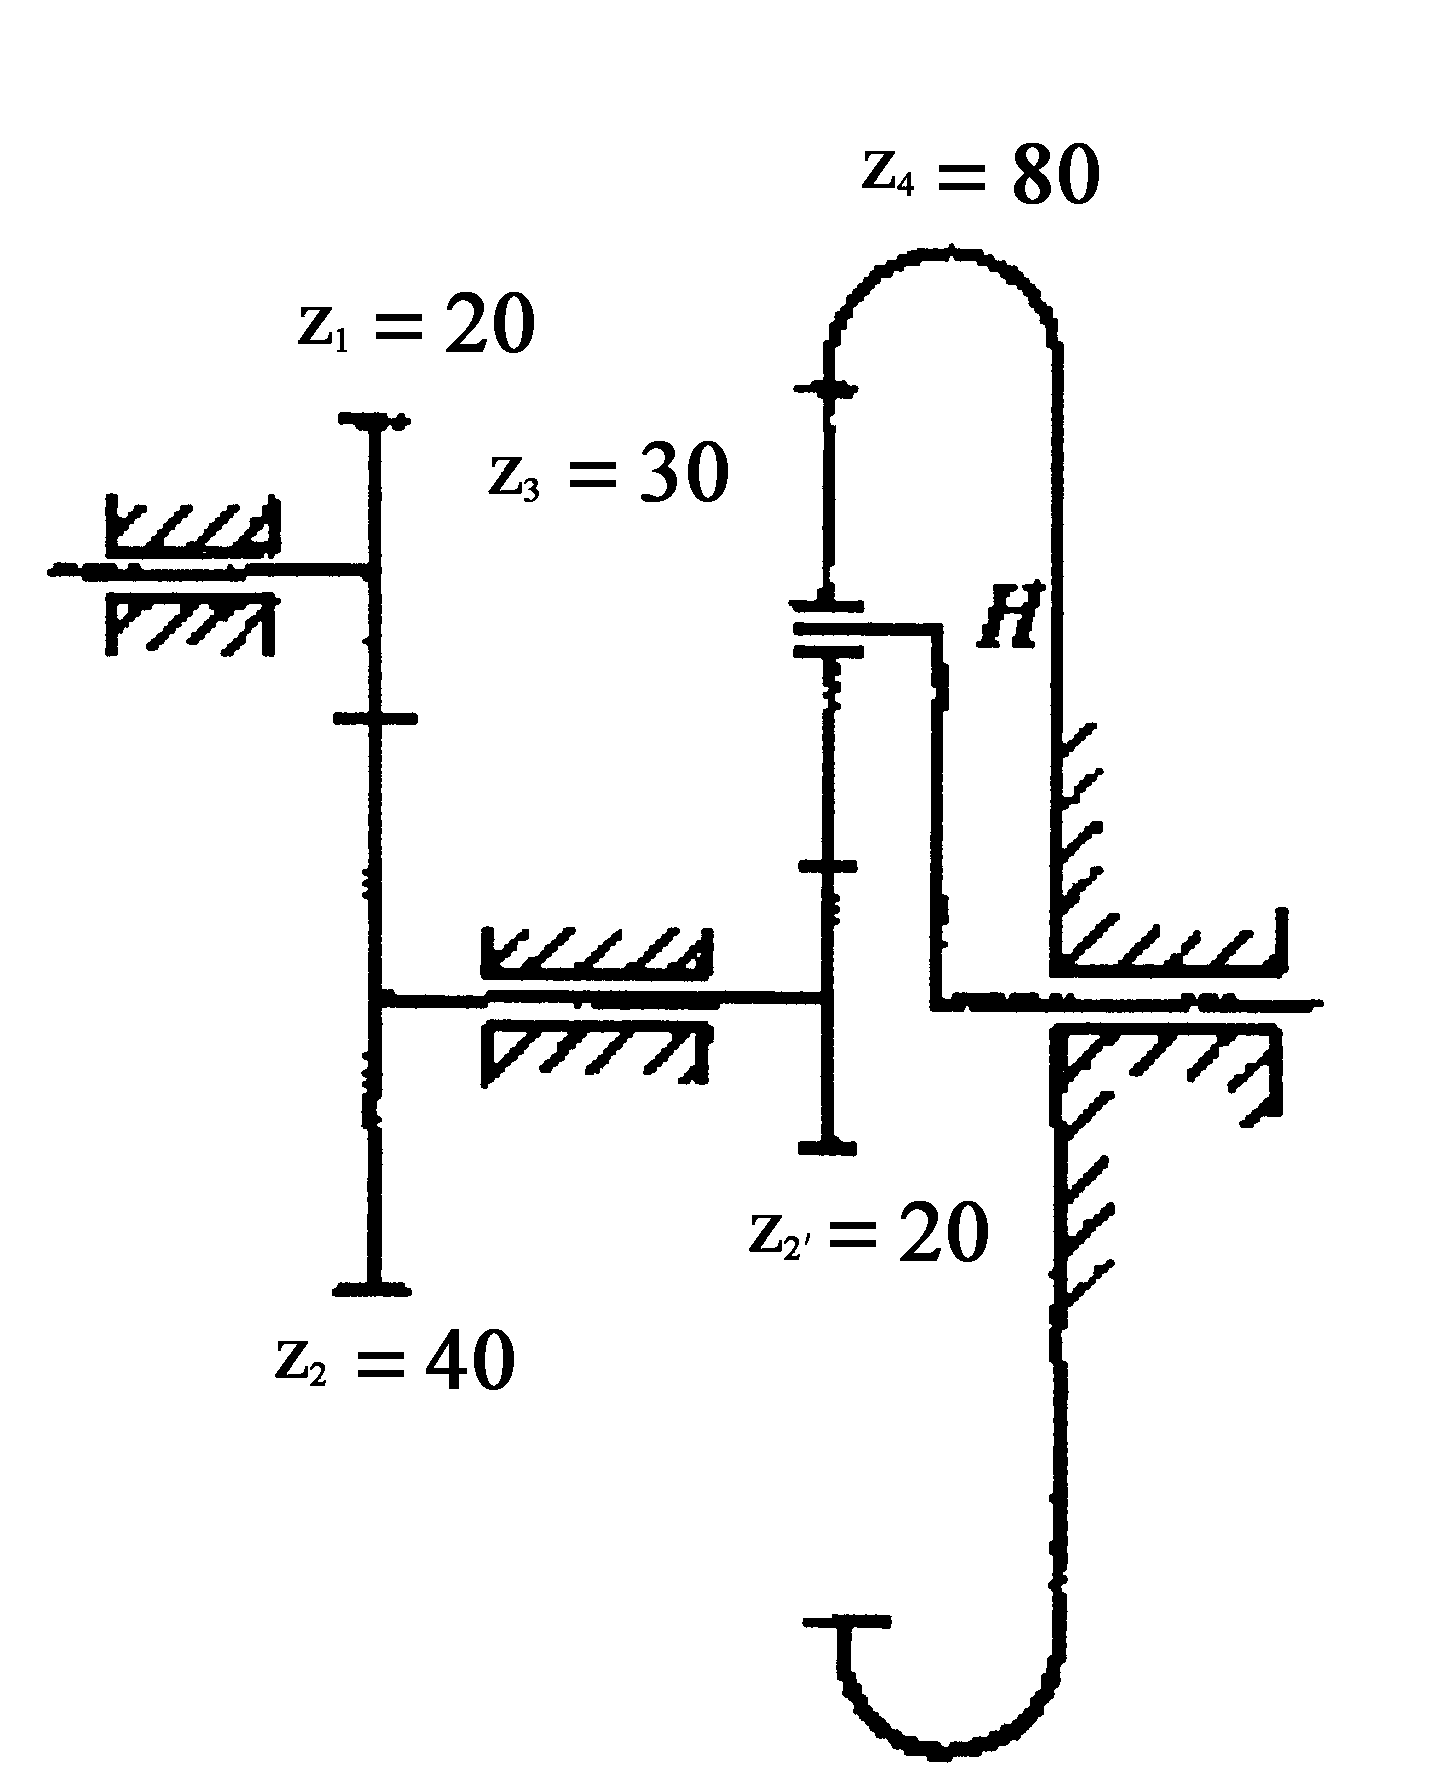 z₄ = 80
z₁ = 20
z₃ = 30
H
z₂′ = 20
z₂ = 40